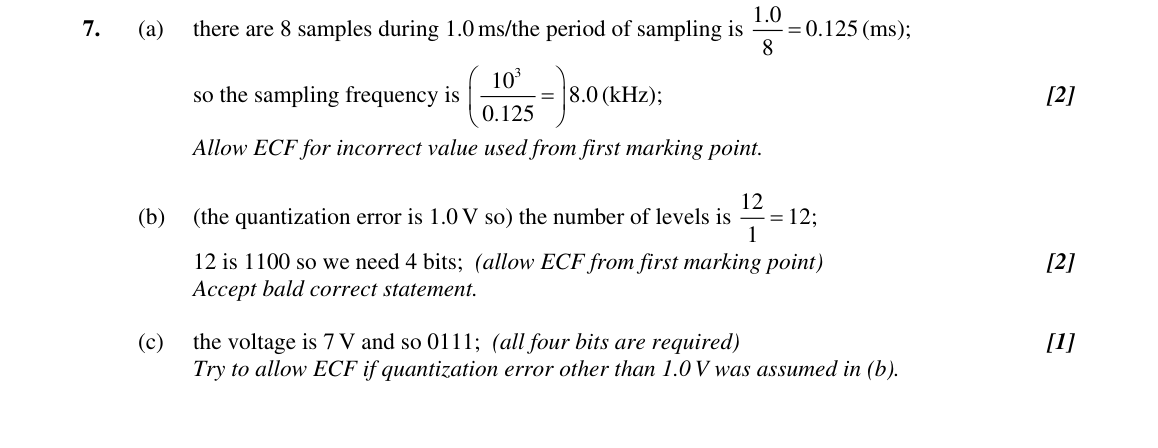 7. (a) there are 8 samples during 1.0 ms/the period of sampling is 1.0/8 = 0.125 (ms);
so the sampling frequency is (10³/0.125 =) 8.0 (kHz); [2]
Allow ECF for incorrect value used from first marking point.
(b) (the quantization error is 1.0 V so) the number of levels is 12/1 = 12;
12 is 1100 so we need 4 bits; (allow ECF from first marking point) [2]
Accept bald correct statement.
(c) the voltage is 7 V and so 0111; (all four bits are required) [1]
Try to allow ECF if quantization error other than 1.0 V was assumed in (b).